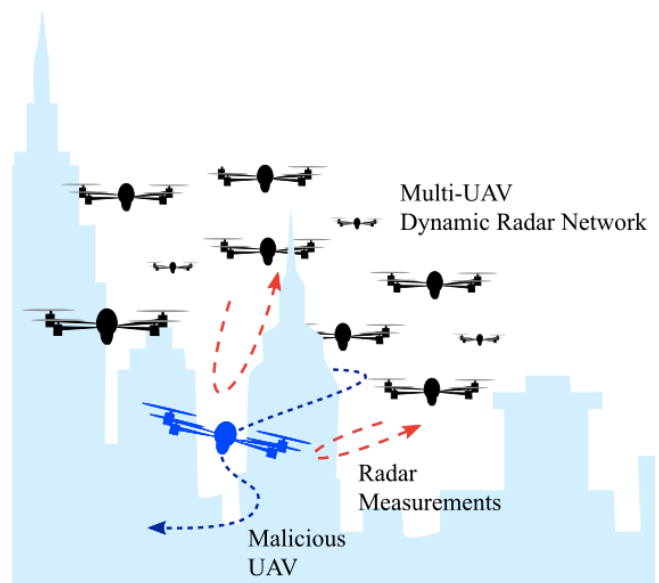 Multi-UAV
Dynamic Radar Network
Radar
Measurements
Malicious
UAV